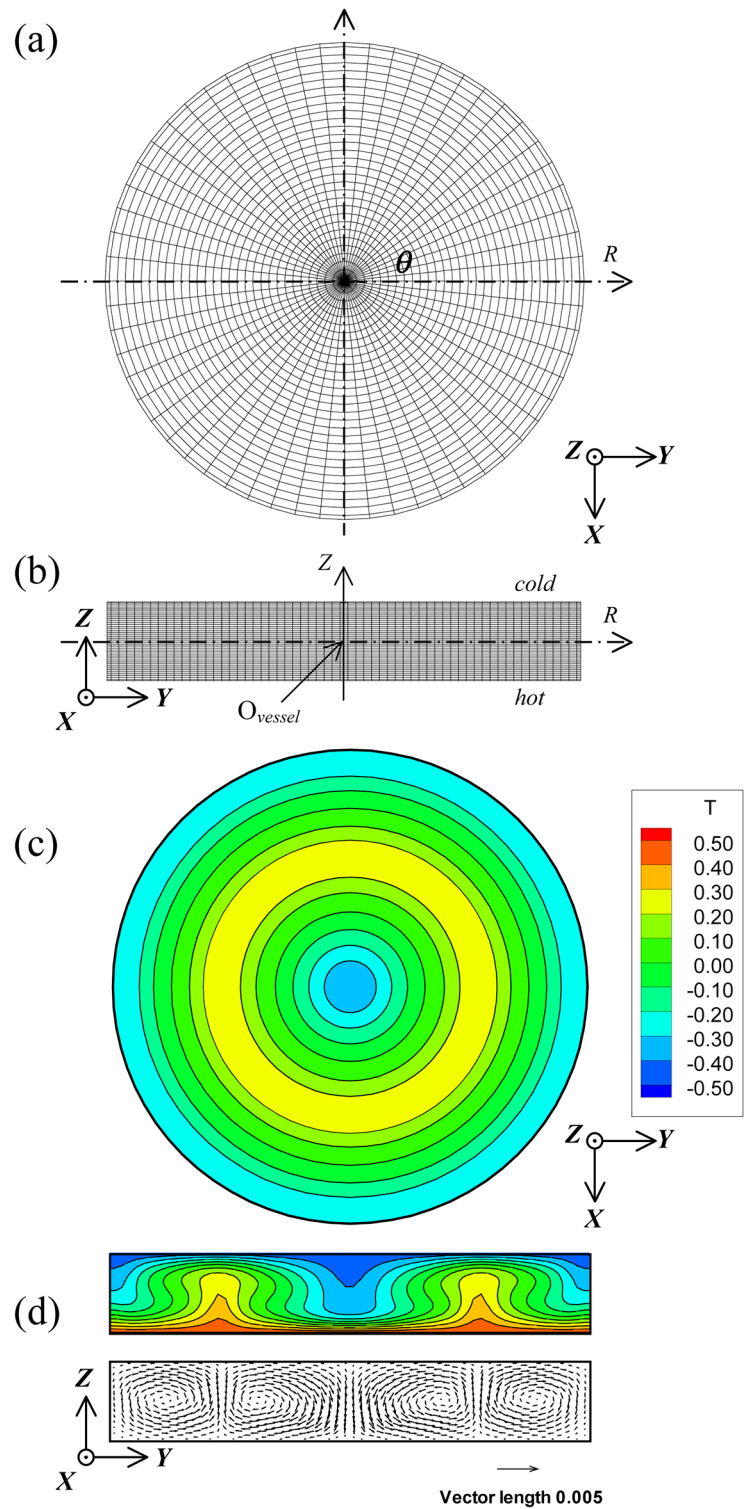 (a)
θ
R
Z
Y
X
(b)
Z
cold
Z
R
X
Y
O_vessel
hot
(c)
T
0.50
0.40
0.30
0.20
0.10
0.00
-0.10
-0.20
-0.30
-0.40
-0.50
Z
Y
X
(d)
Z
X
Y
Vector length 0.005